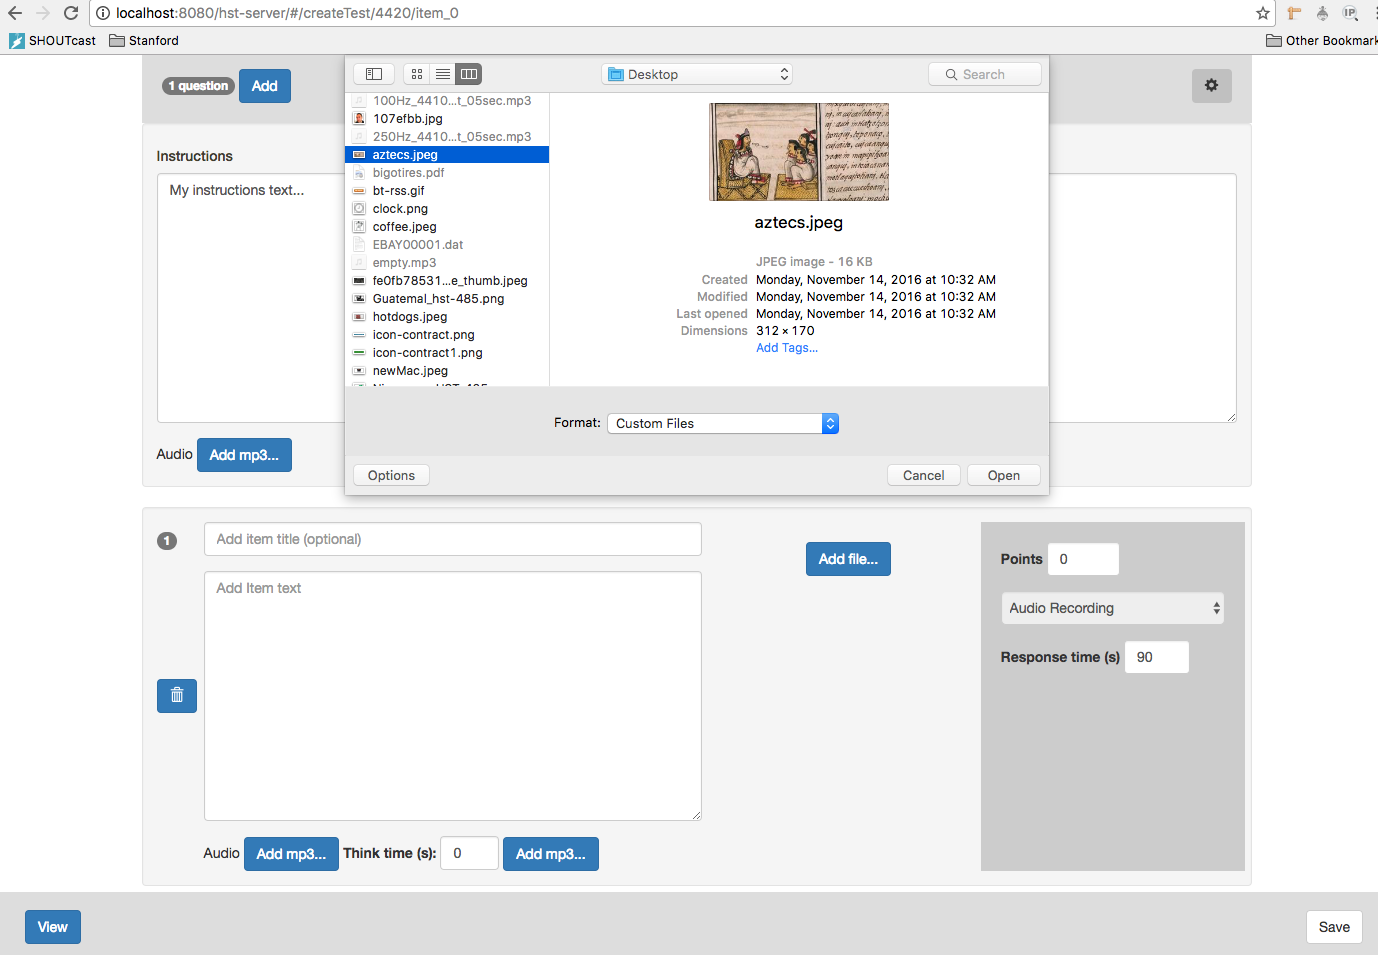 localhost:8080/hst-server/#/createTest/4420/item_0
IP
SHOUTcast Stanford Other Bookmark
1 question Add
Desktop Search
100Hz_4410...t_05sec.mp3
107efbb.jpg
250Hz_4410...t_05sec.mp3
aztecs.jpeg
bigotires.pdf
bt-rss.gif
clock.png
coffee.jpeg
EBAY00001.dat
empty.mp3
fe0fb78531...e_thumb.jpeg
Guatemal_hst-485.png
hotdogs.jpeg
icon-contract.png
icon-contract1.png
newMac.jpeg
aztecs.jpeg
JPEG image - 16 KB
Created Monday, November 14, 2016 at 10:32 AM
Modified Monday, November 14, 2016 at 10:32 AM
Last opened Monday, November 14, 2016 at 10:32 AM
Dimensions 312 × 170
Add Tags...
Format: Custom Files
Options Cancel Open
Instructions
My instructions text...
Audio Add mp3...
1 Add item title (optional)
Add Item text
Add file...
Points 0
Audio Recording
Response time (s) 90
Audio Add mp3... Think time (s): 0 Add mp3...
View Save